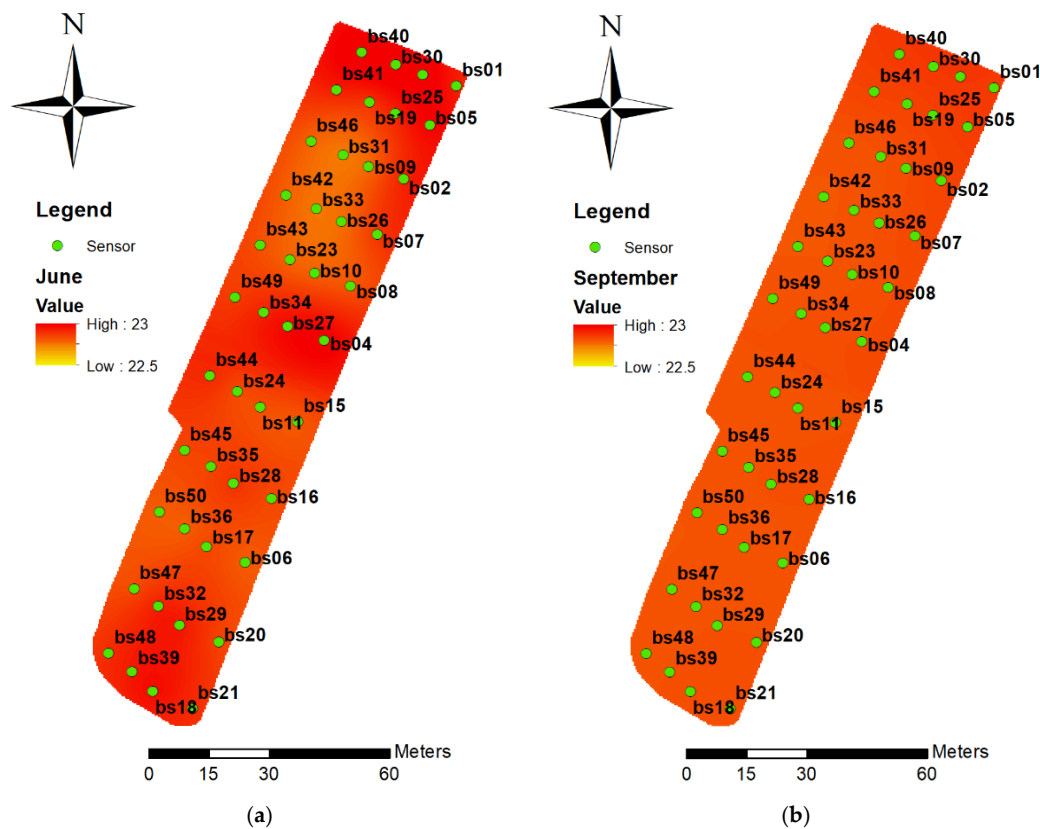 N
bs40
bs30
bs01
bs41
bs25
bs19
bs05
bs46
bs31
bs09
bs02
bs42
bs33
bs26
bs43
bs07
bs23
bs10
bs08
bs49
bs34
bs27
bs04
bs44
bs24
bs15
bs11
bs45
bs35
bs28
bs16
bs50
bs36
bs17
bs06
bs47
bs32
bs29
bs20
bs48
bs39
bs21
bs18
Legend
Sensor
June
Value
High : 23
Low : 22.5
Meters
0 15 30 60
(a)
N
bs40
bs30
bs01
bs41
bs25
bs19
bs05
bs46
bs31
bs09
bs02
bs42
bs33
bs26
bs43
bs07
bs23
bs10
bs08
bs49
bs34
bs27
bs04
bs44
bs24
bs15
bs11
bs45
bs35
bs28
bs16
bs50
bs36
bs17
bs06
bs47
bs32
bs29
bs20
bs48
bs39
bs21
bs18
Legend
Sensor
September
Value
High : 23
Low : 22.5
Meters
0 15 30 60
(b)